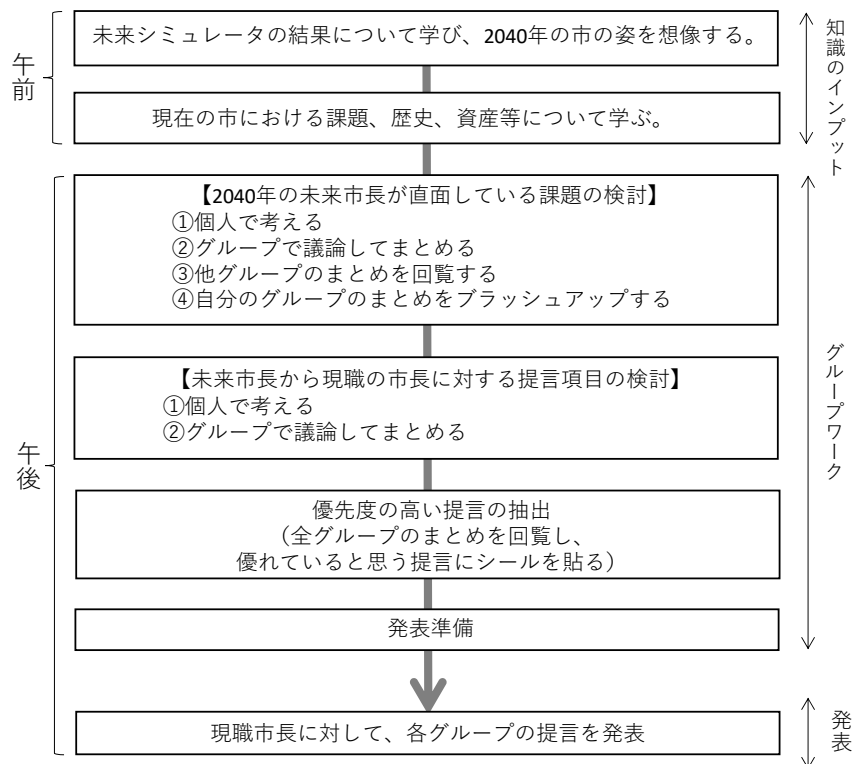 未来シミュレータの結果について学び、2040年の市の姿を想像する。
午前
知識のインプット
現在の市における課題、歴史、資産等について学ぶ。
【2040年の未来市長が直面している課題の検討】
①個人で考える
②グループで議論してまとめる
③他グループのまとめを回覧する
④自分のグループのまとめをブラッシュアップする
グループワーク
【未来市長から現職の市長に対する提言項目の検討】
①個人で考える
②グループで議論してまとめる
午後
優先度の高い提言の抽出
（全グループのまとめを回覧し、
優れていると思う提言にシールを貼る）
発表準備
現職市長に対して、各グループの提言を発表
発表